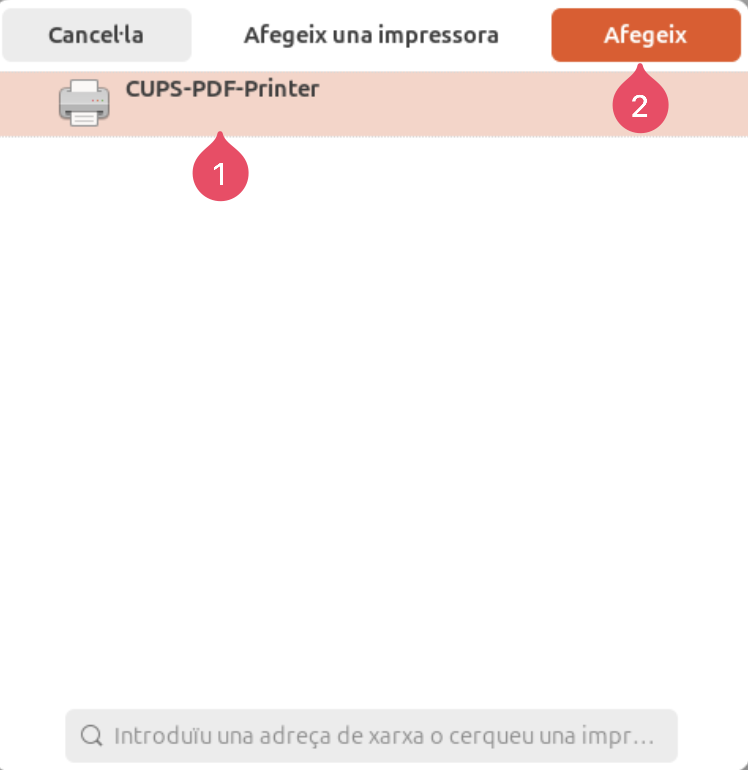 Cancel·la Afegeix una impressora Afegeix
CUPS-PDF-Printer
1
2
Introduïu una adreça de xarxa o cerqueu una impr…